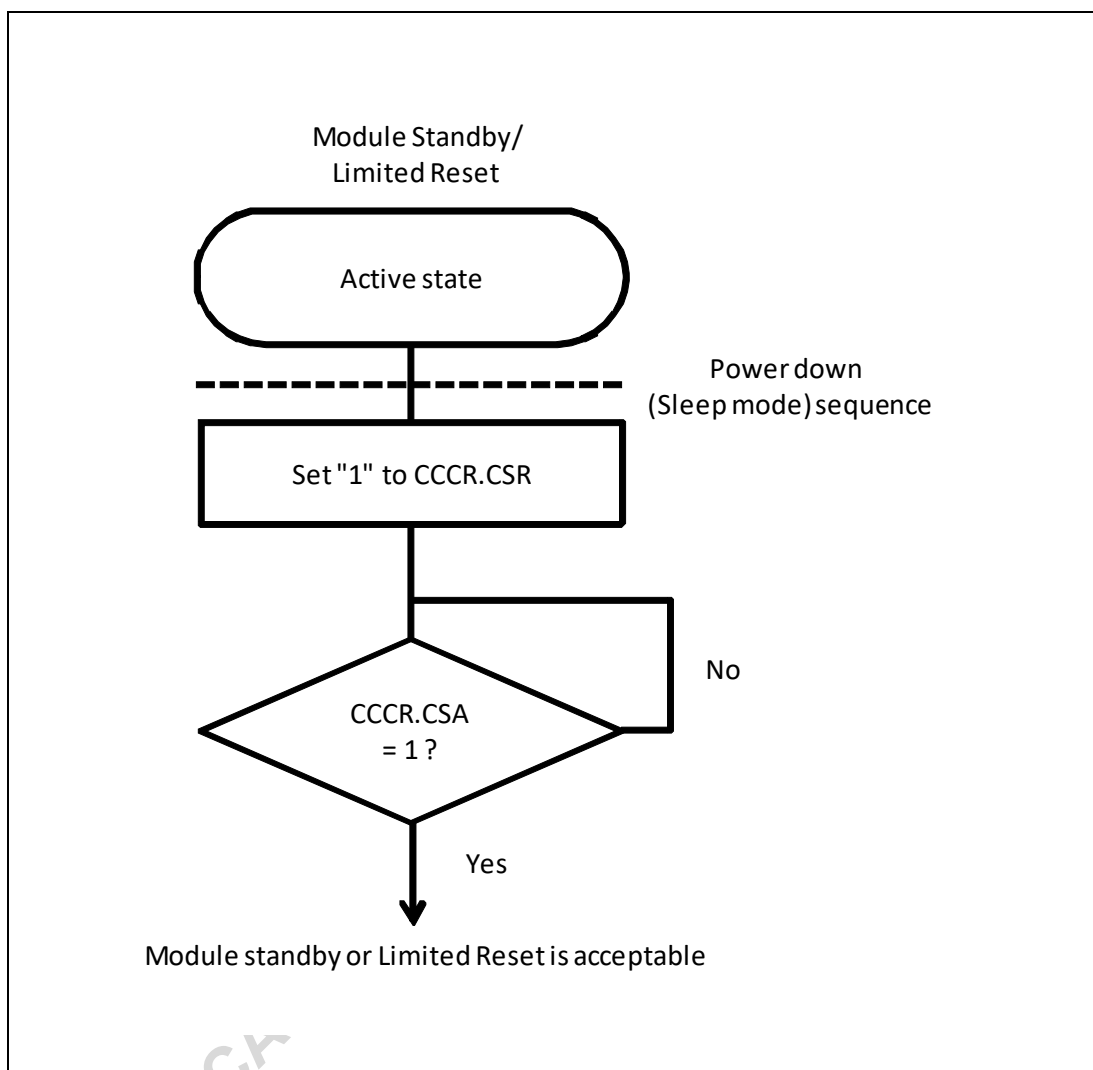 Module Standby/
Limited Reset
Active state
Power down
(Sleep mode) sequence
Set "1" to CCCR.CSR
No
CCCR.CSA
= 1 ?
Yes
Module standby or Limited Reset is acceptable